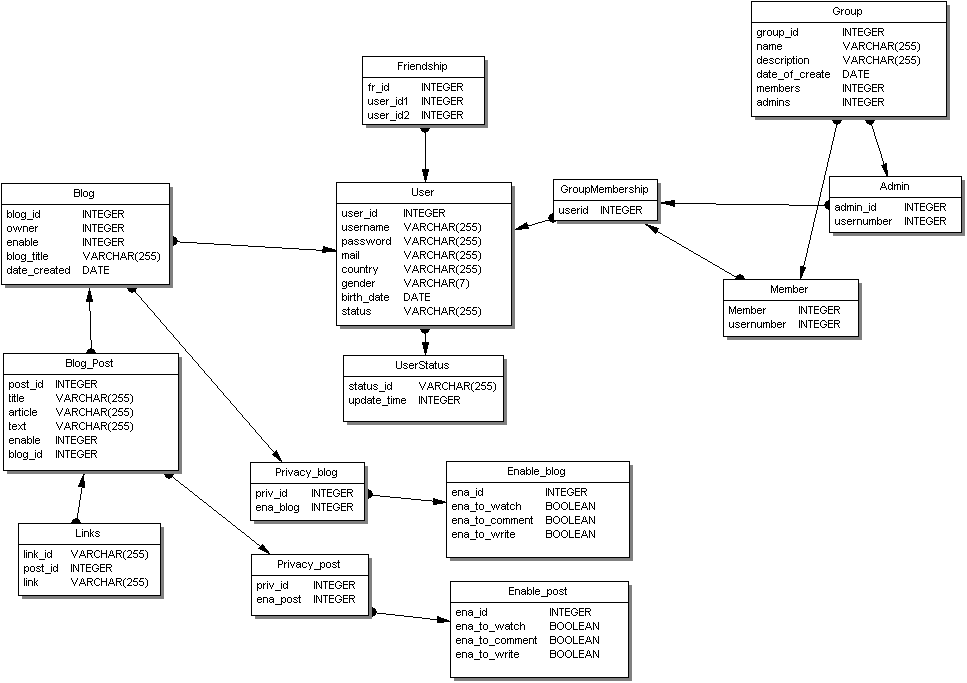 Group
group_id INTEGER
name VARCHAR(255)
description VARCHAR(255)
date_of_create DATE
members INTEGER
admins INTEGER
Friendship
fr_id INTEGER
user_id1 INTEGER
user_id2 INTEGER
Blog
blog_id INTEGER
owner INTEGER
enable INTEGER
blog_title VARCHAR(255)
date_created DATE
User
user_id INTEGER
username VARCHAR(255)
password VARCHAR(255)
mail VARCHAR(255)
country VARCHAR(255)
gender VARCHAR(7)
birth_date DATE
status VARCHAR(255)
GroupMembership
userid INTEGER
Admin
admin_id INTEGER
usernumber INTEGER
Member
Member INTEGER
usernumber INTEGER
Blog_Post
post_id INTEGER
title VARCHAR(255)
article VARCHAR(255)
text VARCHAR(255)
enable INTEGER
blog_id INTEGER
UserStatus
status_id VARCHAR(255)
update_time INTEGER
Privacy_blog
priv_id INTEGER
ena_blog INTEGER
Enable_blog
ena_id INTEGER
ena_to_watch BOOLEAN
ena_to_comment BOOLEAN
ena_to_write BOOLEAN
Links
link_id VARCHAR(255)
post_id INTEGER
link VARCHAR(255)
Privacy_post
priv_id INTEGER
ena_post INTEGER
Enable_post
ena_id INTEGER
ena_to_watch BOOLEAN
ena_to_comment BOOLEAN
ena_to_write BOOLEAN